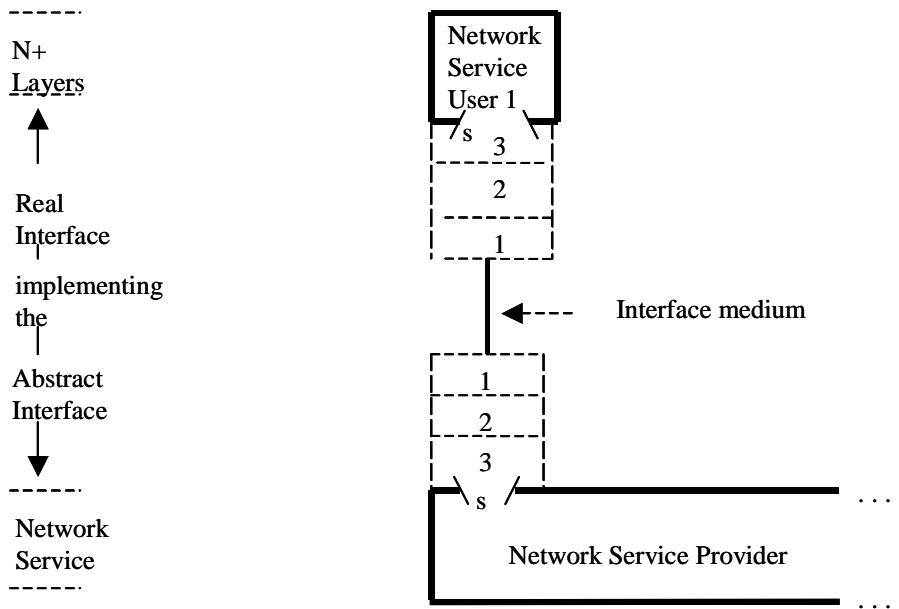 N+
Layers
Real
Interface
implementing
the
Abstract
Interface
Network
Service
Network
Service
User 1
s
3
2
1
Interface medium
1
2
3
s
Network Service Provider
. . .
. . .